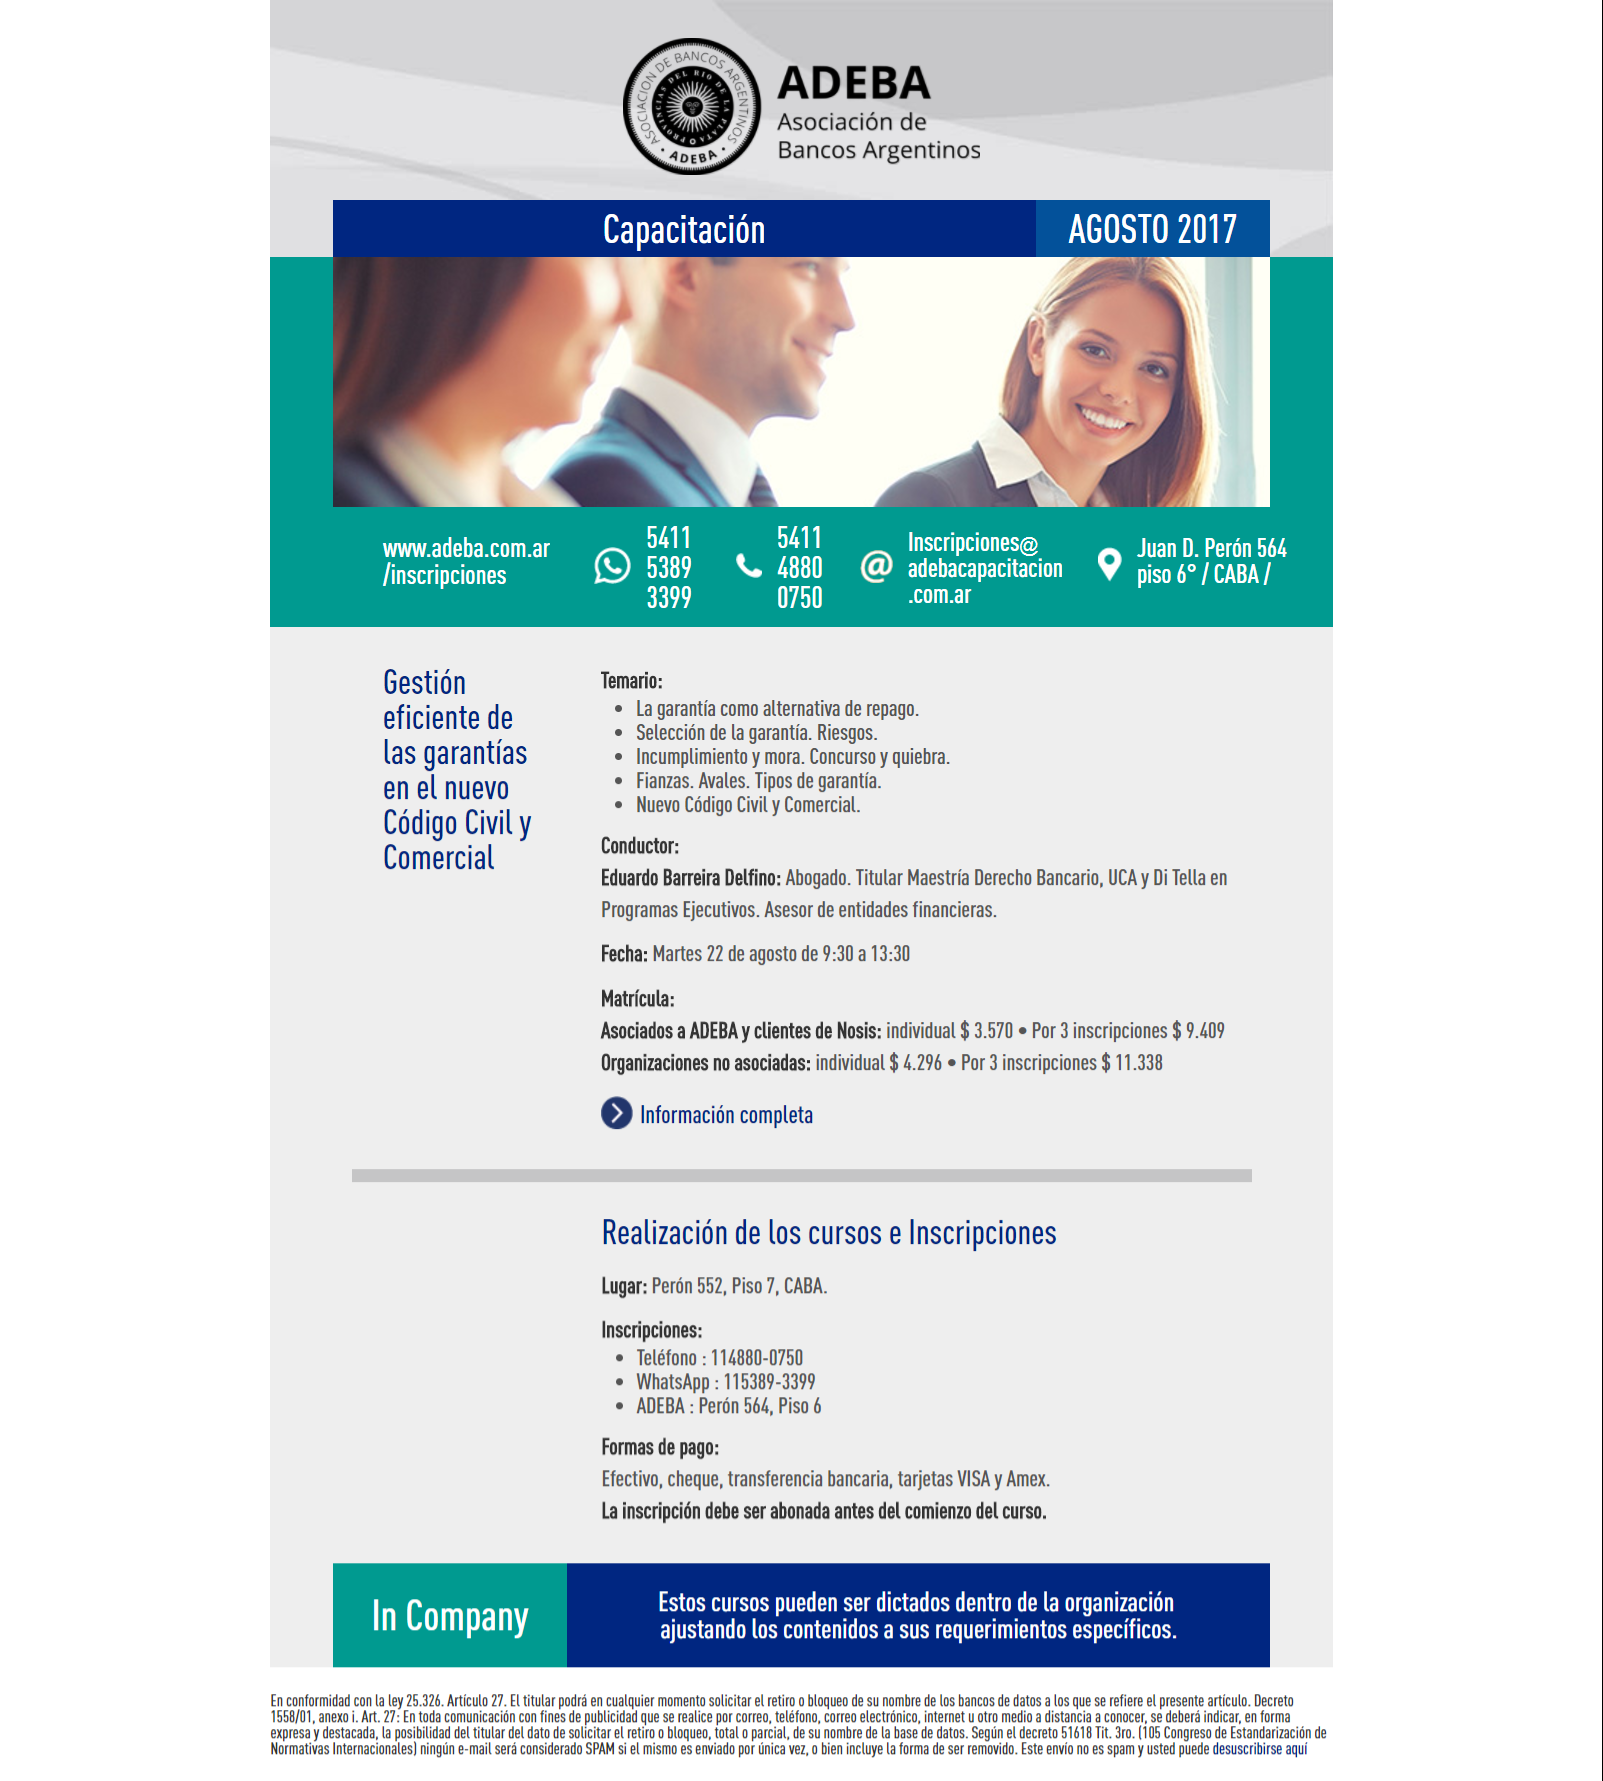 ASOCIACION DE BANCOS ARGENTINOS
PROVINCIAS DEL RIO DE LA PLATA
• ADEBA •
ADEBA
Asociación de
Bancos Argentinos
Capacitación
AGOSTO 2017
www.adeba.com.ar
/inscripciones
5411
5389
3399
5411
4880
0750
Inscripciones@
adebacapacitacion
.com.ar
Juan D. Perón 564
piso 6° / CABA /
Gestión
eficiente de
las garantías
en el nuevo
Código Civil y
Comercial
Temario:
• La garantía como alternativa de repago.
• Selección de la garantía. Riesgos.
• Incumplimiento y mora. Concurso y quiebra.
• Fianzas. Avales. Tipos de garantía.
• Nuevo Código Civil y Comercial.
Conductor:
Eduardo Barreira Delfino: Abogado. Titular Maestría Derecho Bancario, UCA y Di Tella en
Programas Ejecutivos. Asesor de entidades financieras.
Fecha: Martes 22 de agosto de 9:30 a 13:30
Matrícula:
Asociados a ADEBA y clientes de Nosis: individual $ 3.570 • Por 3 inscripciones $ 9.409
Organizaciones no asociadas: individual $ 4.296 • Por 3 inscripciones $ 11.338
Información completa
Realización de los cursos e Inscripciones
Lugar: Perón 552, Piso 7, CABA.
Inscripciones:
• Teléfono : 114880-0750
• WhatsApp : 115389-3399
• ADEBA : Perón 564, Piso 6
Formas de pago:
Efectivo, cheque, transferencia bancaria, tarjetas VISA y Amex.
La inscripción debe ser abonada antes del comienzo del curso.
In Company
Estos cursos pueden ser dictados dentro de la organización
ajustando los contenidos a sus requerimientos específicos.
En conformidad con la ley 25.326. Artículo 27. El titular podrá en cualquier momento solicitar el retiro o bloqueo de su nombre de los bancos de datos a los que se refiere el presente artículo. Decreto
1558/01, anexo i. Art. 27: En toda comunicación con fines de publicidad que se realice por correo, teléfono, correo electrónico, internet u otro medio a distancia a conocer, se deberá indicar, en forma
expresa y destacada, la posibilidad del titular del dato de solicitar el retiro o bloqueo, total o parcial, de su nombre de la base de datos. Según el decreto 51618 Tit. 3ro. (105 Congreso de Estandarización de
Normativas Internacionales) ningún e-mail será considerado SPAM si el mismo es enviado por única vez, o bien incluye la forma de ser removido. Este envío no es spam y usted puede desuscribirse aquí